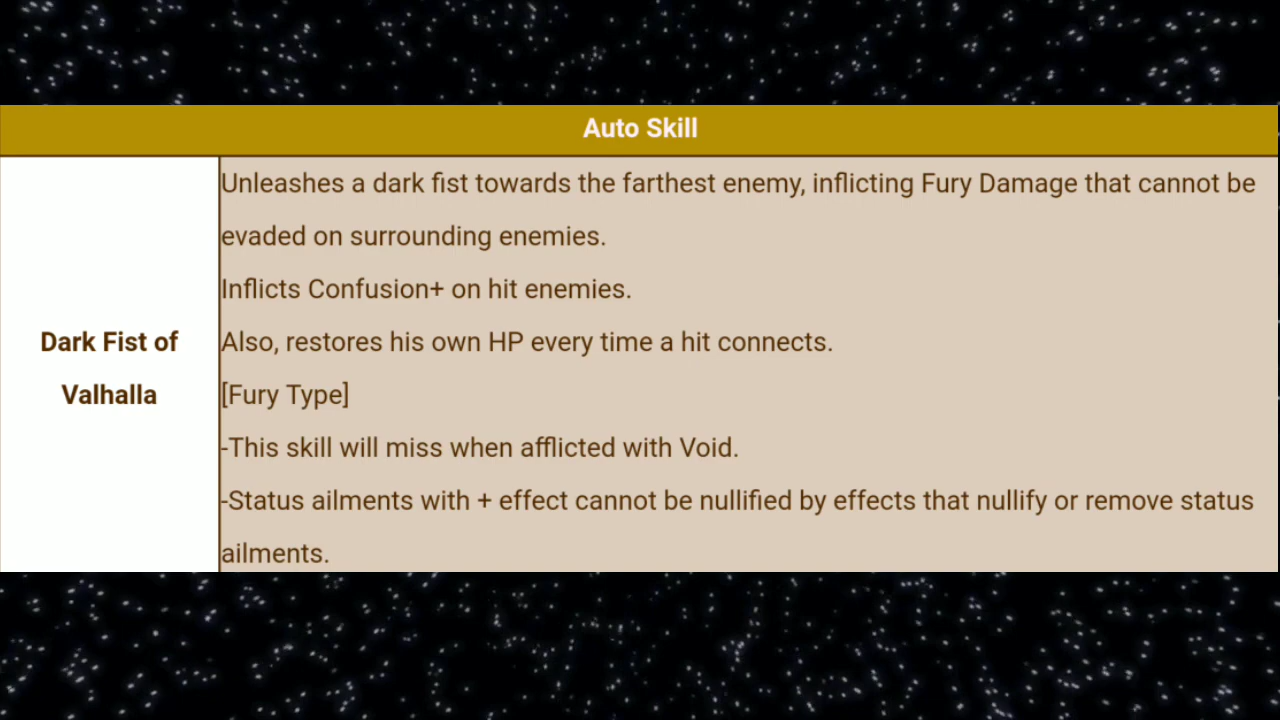 Auto Skill
Dark Fist of
Valhalla
Unleashes a dark fist towards the farthest enemy, inflicting Fury Damage that cannot be
evaded on surrounding enemies.
Inflicts Confusion+ on hit enemies.
Also, restores his own HP every time a hit connects.
[Fury Type]
-This skill will miss when afflicted with Void.
-Status ailments with + effect cannot be nullified by effects that nullify or remove status
ailments.